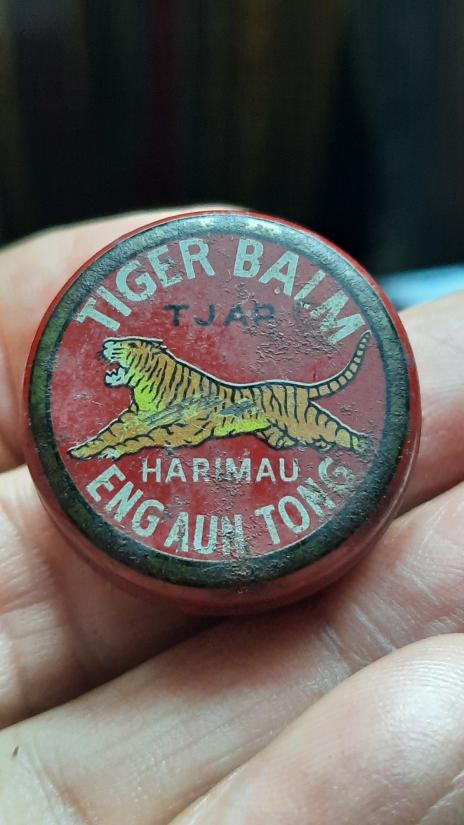 TIGER BALM
TJAP
HARIMAU
ENG AUN TONG